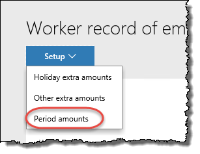 Worker record of em
Setup
Holiday extra amounts
Other extra amounts
Period amounts